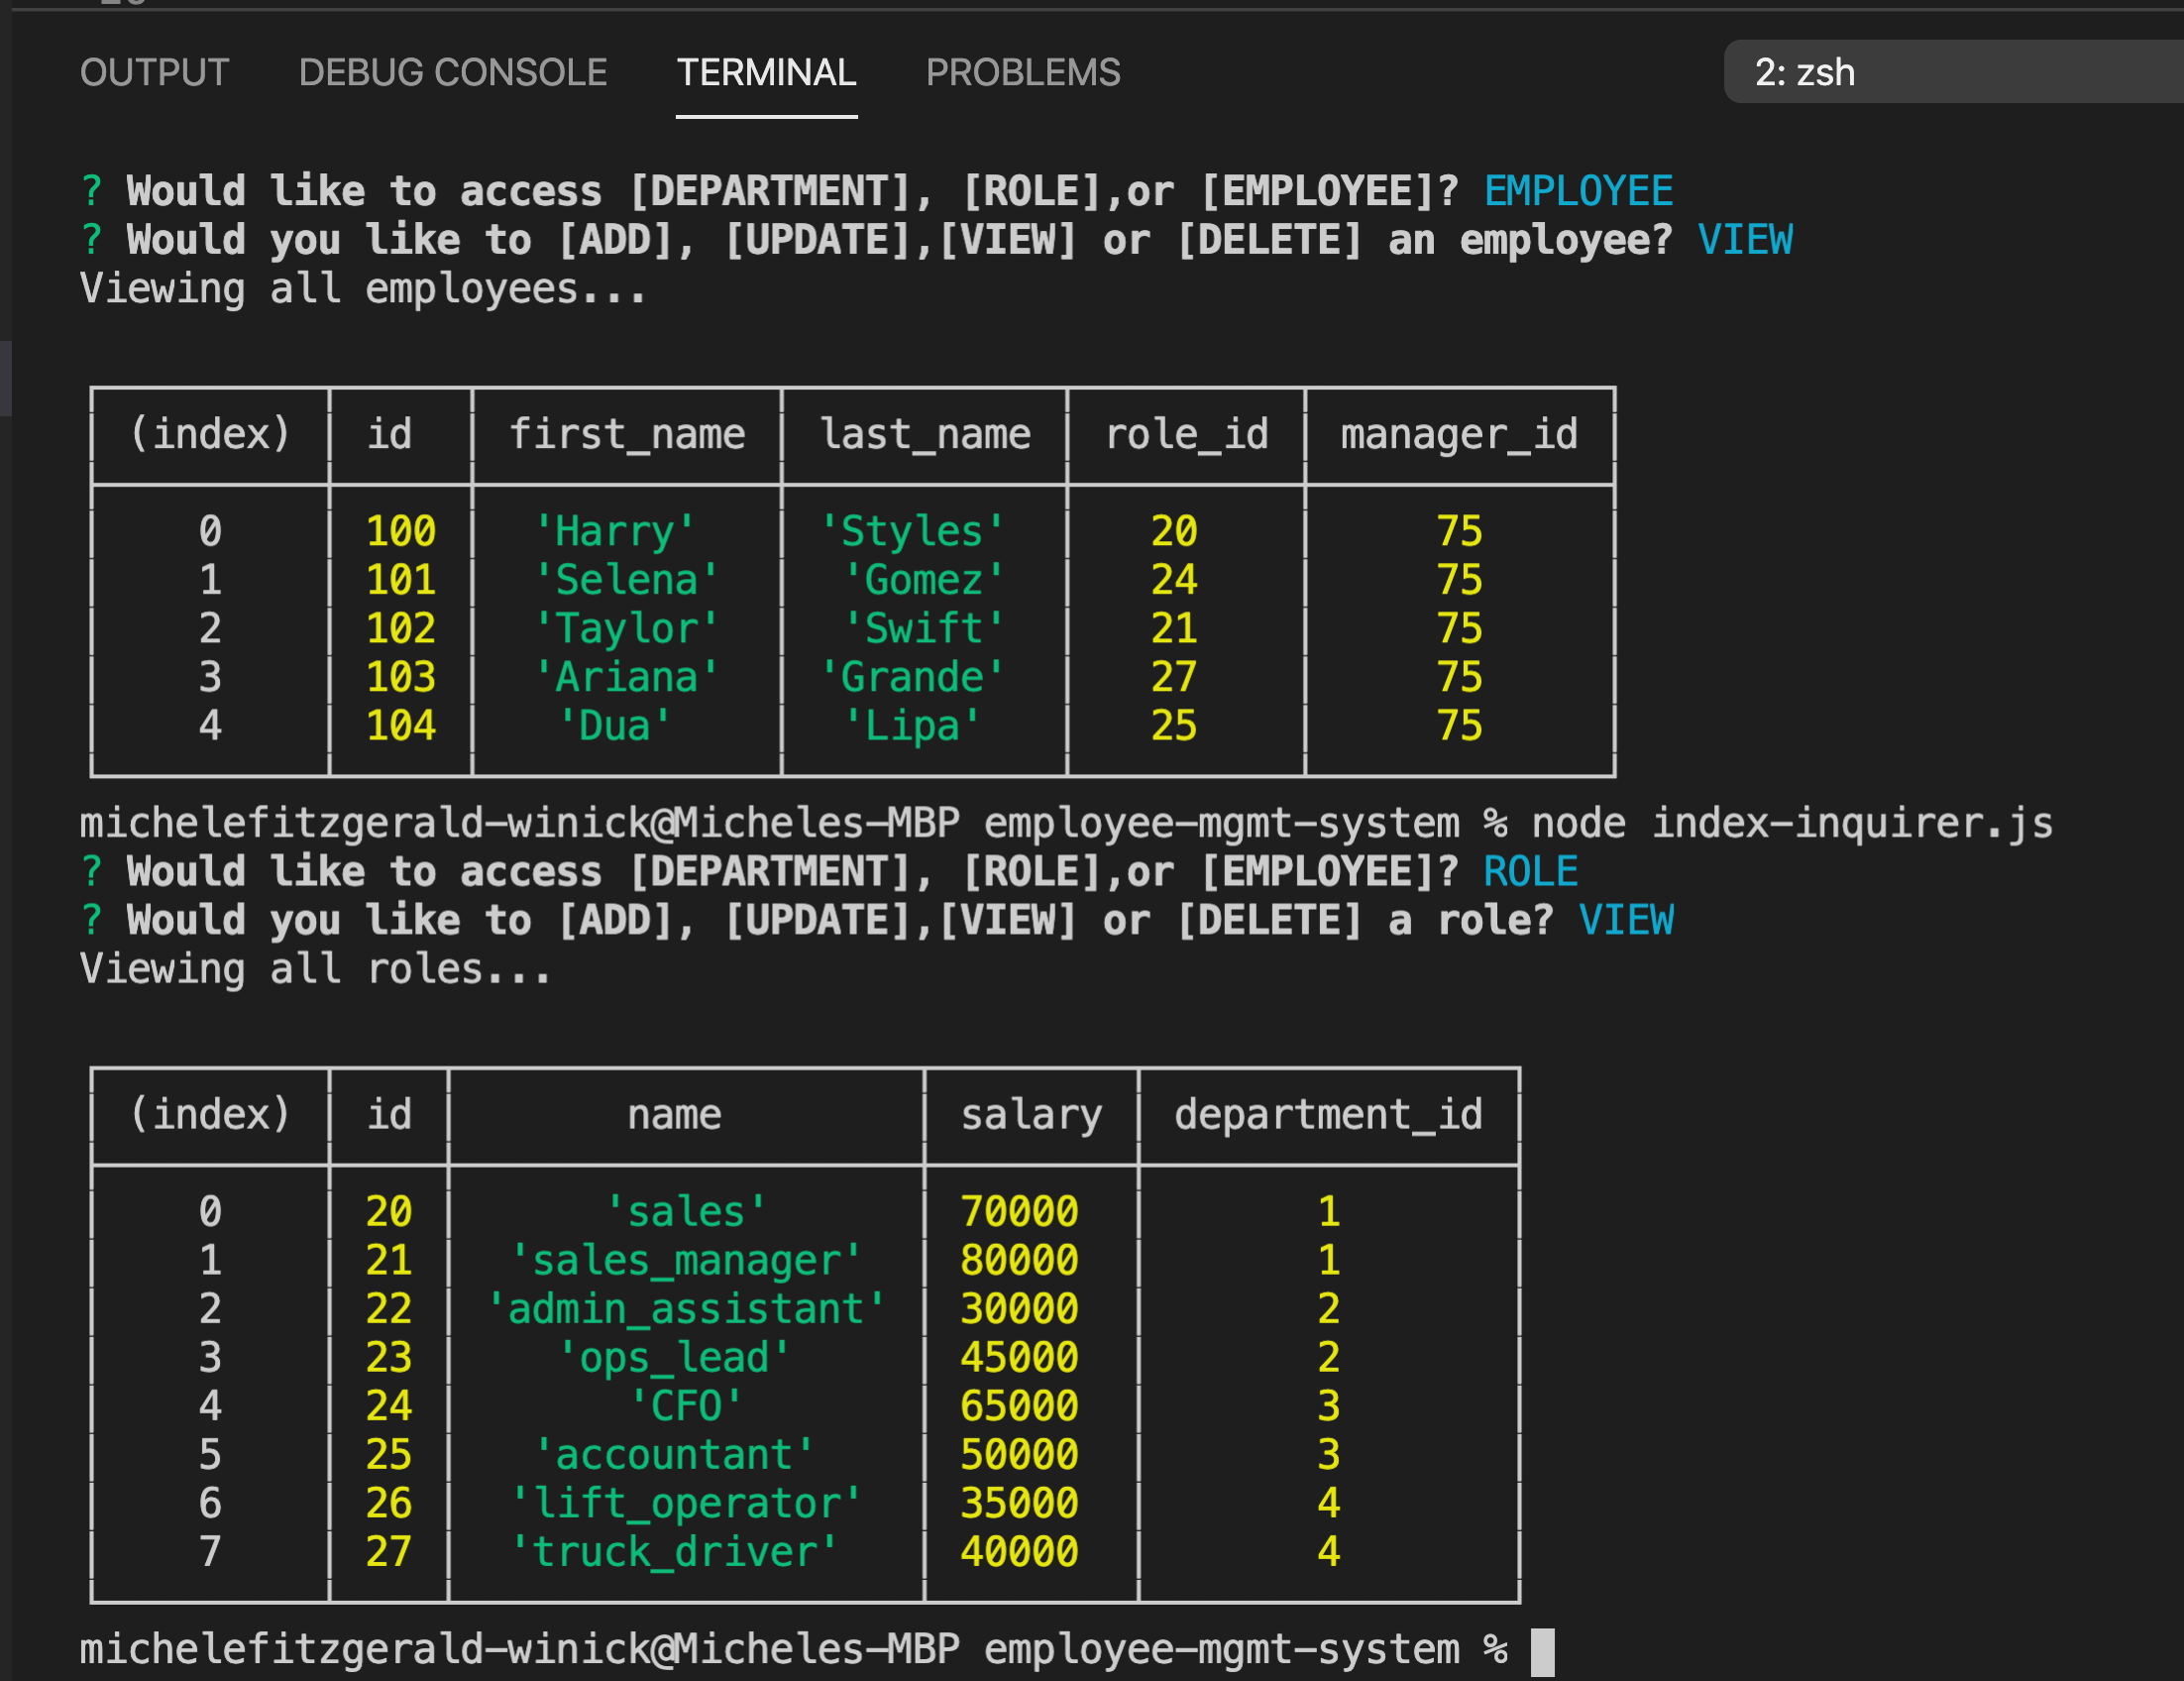 OUTPUT DEBUG CONSOLE TERMINAL PROBLEMS 2: zsh
? Would like to access [DEPARTMENT], [ROLE],or [EMPLOYEE]? EMPLOYEE
? Would you like to [ADD], [UPDATE],[VIEW] or [DELETE] an employee? VIEW
Viewing all employees...
(index) id first_name last_name role_id manager_id
0 100 'Harry' 'Styles' 20 75
1 101 'Selena' 'Gomez' 24 75
2 102 'Taylor' 'Swift' 21 75
3 103 'Ariana' 'Grande' 27 75
4 104 'Dua' 'Lipa' 25 75
michelefitzgerald-winick@Micheles-MBP employee-mgmt-system % node index-inquirer.js
? Would like to access [DEPARTMENT], [ROLE],or [EMPLOYEE]? ROLE
? Would you like to [ADD], [UPDATE],[VIEW] or [DELETE] a role? VIEW
Viewing all roles...
(index) id name salary department_id
0 20 'sales' 70000 1
1 21 'sales_manager' 80000 1
2 22 'admin_assistant' 30000 2
3 23 'ops_lead' 45000 2
4 24 'CFO' 65000 3
5 25 'accountant' 50000 3
6 26 'lift_operator' 35000 4
7 27 'truck_driver' 40000 4
michelefitzgerald-winick@Micheles-MBP employee-mgmt-system %